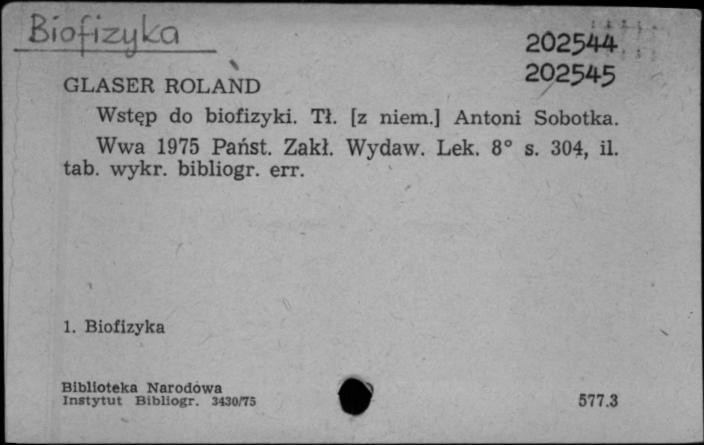 Biofizyka
202544
202545
GLASER ROLAND
Wstęp do biofizyki. Tł. [z niem.] Antoni Sobotka.
Wwa 1975 Państ. Zakł. Wydaw. Lek. 8° s. 304, il.
tab. wykr. bibliogr. err.
1. Biofizyka
Biblioteka Narodowa
Instytut Bibliogr. 3430/75
577.3